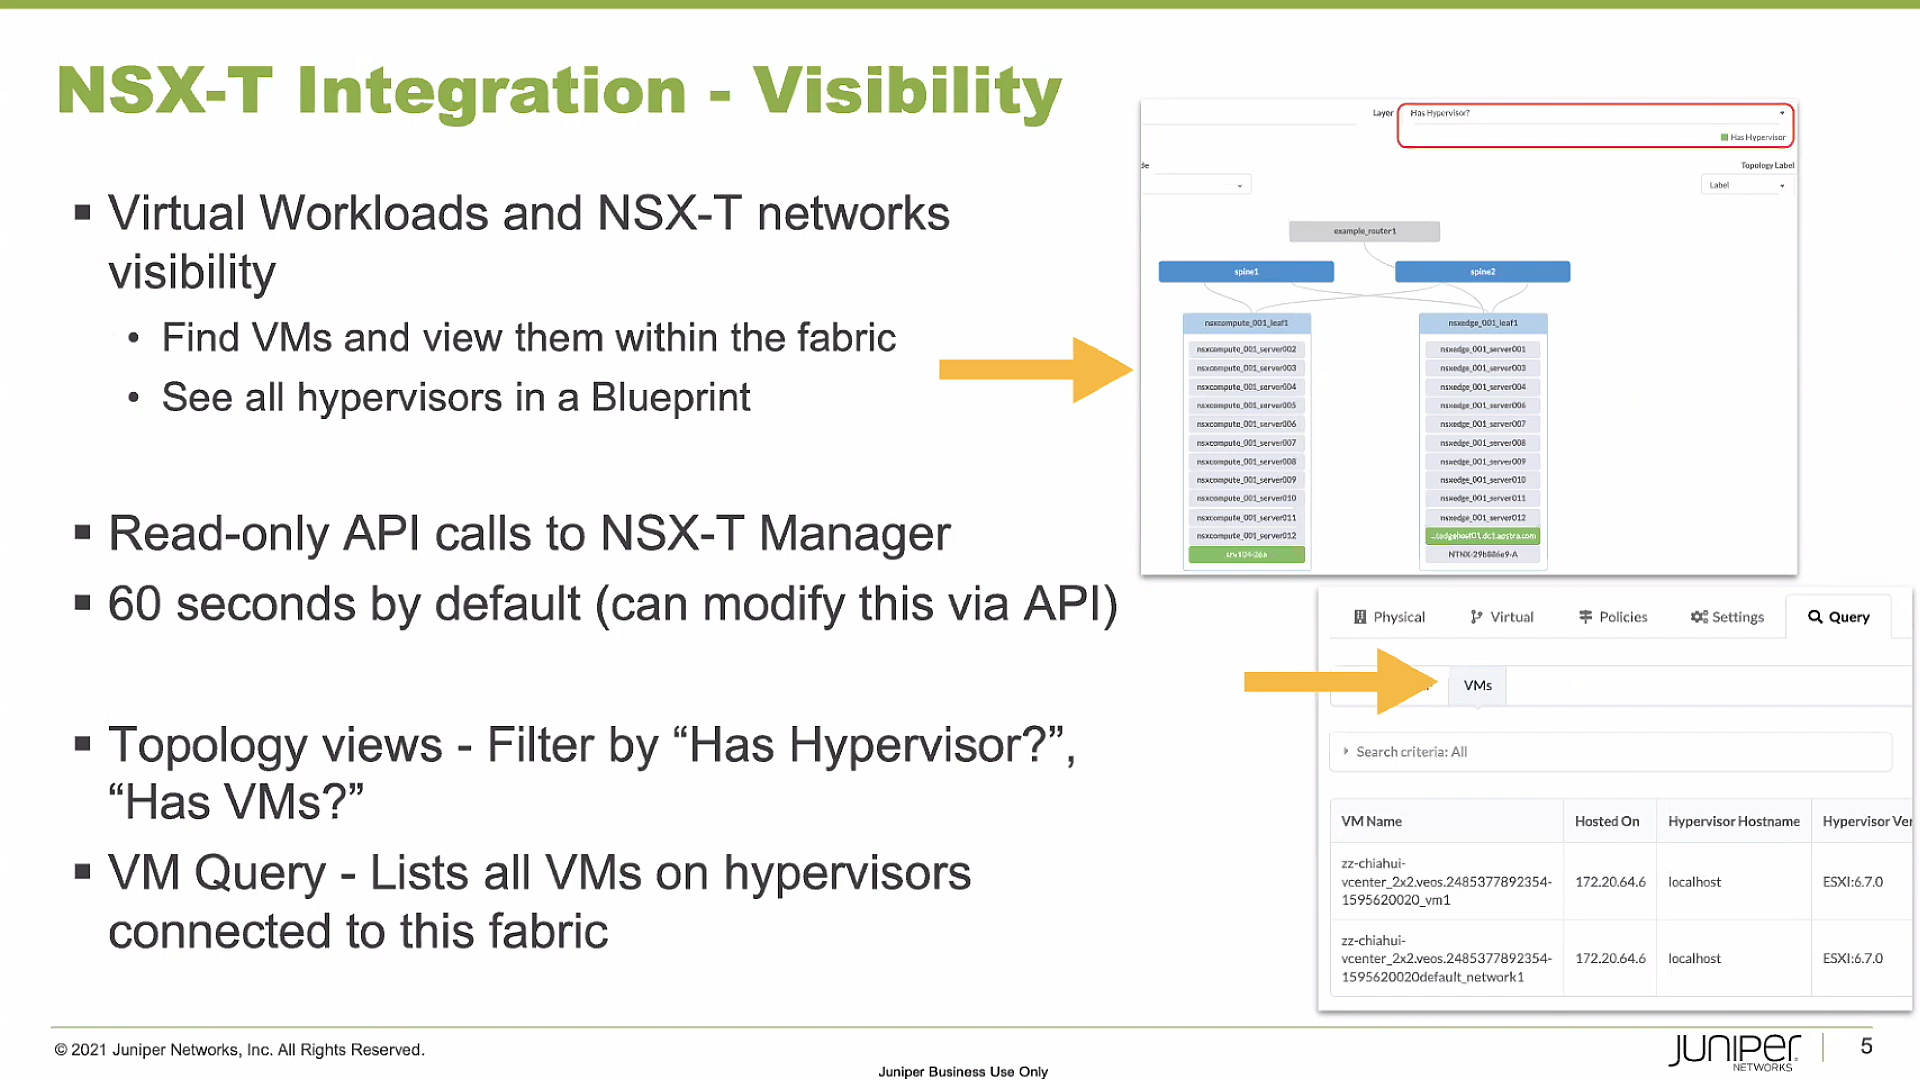 NSX-T Integration - Visibility
▪ Virtual Workloads and NSX-T networks
visibility
• Find VMs and view them within the fabric
• See all hypervisors in a Blueprint
▪ Read-only API calls to NSX-T Manager
▪ 60 seconds by default (can modify this via API)
▪ Topology views - Filter by “Has Hypervisor?”,
“Has VMs?”
▪ VM Query - Lists all VMs on hypervisors
connected to this fabric
Layer Has Hypervisor?
Has Hypervisor
de
Topology Label
Label
example_router1
spine1
spine2
nsxcompute_001_leaf1
nsxcompute_001_server002
nsxcompute_001_server003
nsxcompute_001_server004
nsxcompute_001_server005
nsxcompute_001_server006
nsxcompute_001_server007
nsxcompute_001_server008
nsxcompute_001_server009
nsxcompute_001_server010
nsxcompute_001_server011
nsxcompute_001_server012
srv104-26a
nsxedge_001_leaf1
nsxedge_001_server001
nsxedge_001_server003
nsxedge_001_server004
nsxedge_001_server006
nsxedge_001_server007
nsxedge_001_server008
nsxedge_001_server009
nsxedge_001_server010
nsxedge_001_server011
nsxedge_001_server012
NTNX-29b886e9-A
Physical Virtual Policies Settings Query
VMs
Search criteria: All
VM Name Hosted On Hypervisor Hostname Hypervisor Ver
zz-chiahui-
vcenter_2x2.veos.2485377892354-
1595620020_vm1
172.20.64.6 localhost ESXI:6.7.0
zz-chiahui-
vcenter_2x2.veos.2485377892354-
1595620020default_network1
172.20.64.6 localhost ESXI:6.7.0
© 2021 Juniper Networks, Inc. All Rights Reserved.
Juniper Business Use Only
JUNIPER
NETWORKS
5